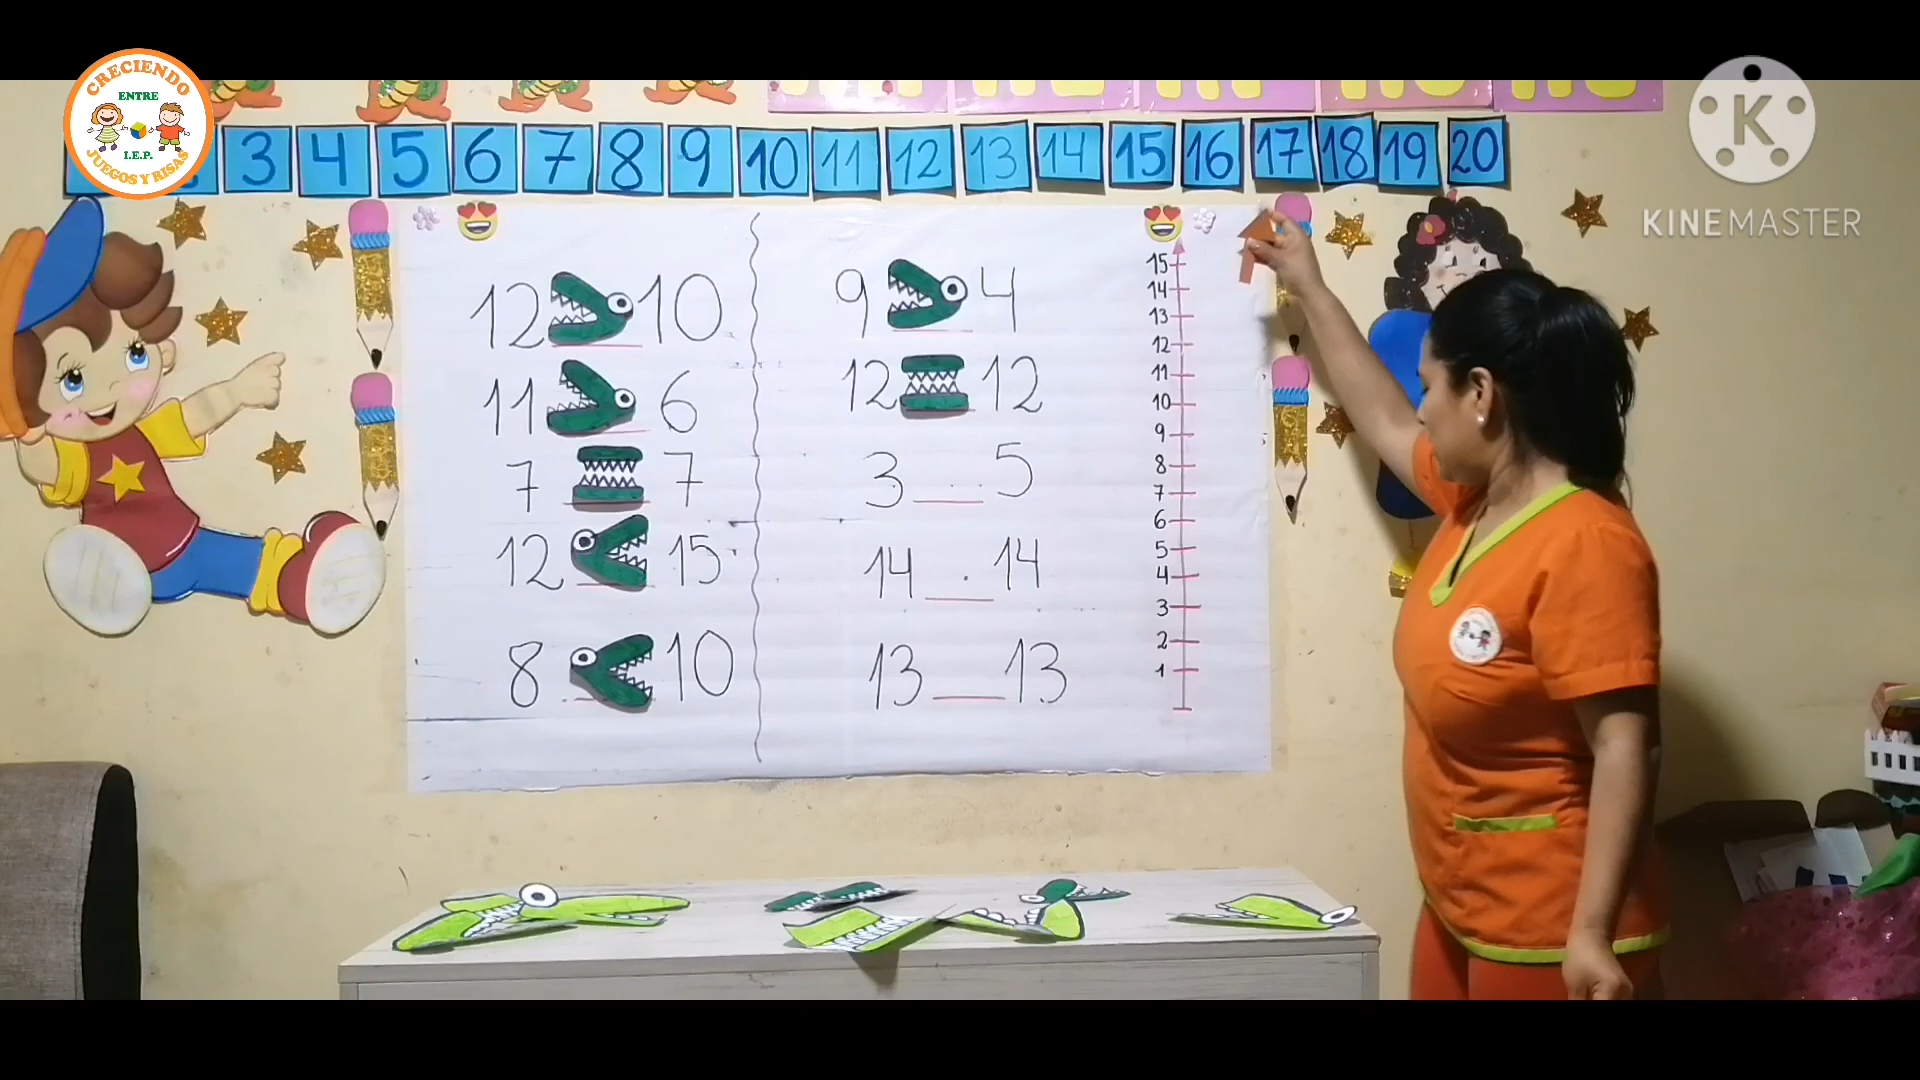 CRECIENDO
ENTRE
I.E.P.
JUEGOS Y RISAS
3 4 5 6 7 8 9 10 11 12 13 14 15 16 17 18 19 20
K
KINEMASTER
12 10
11 6
7 7
12 15
8 10
9 4
12 12
3 __ 5
14 __ 14
13 __ 13
15
14
13
12
11
10
9
8
7
6
5
4
3
2
1